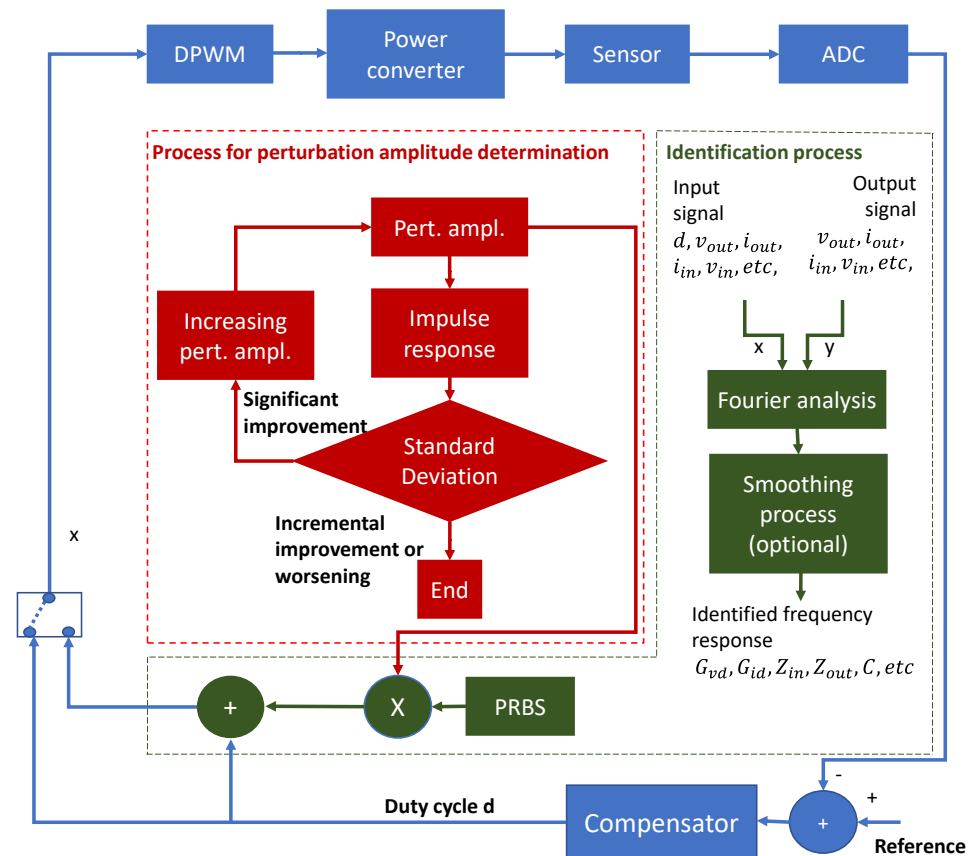 DPWM
Power
converter
Sensor
ADC
Process for perturbation amplitude determination
Identification process
Pert. ampl.
Increasing
pert. ampl.
Impulse
response
Significant
improvement
Standard
Deviation
Incremental
improvement or
worsening
End
Input
signal
d, v_out, i_out,
i_in, v_in, etc,
Output
signal
v_out, i_out,
i_in, v_in, etc,
x
y
Fourier analysis
Smoothing
process
(optional)
Identified frequency
response
G_vd, G_id, Z_in, Z_out, C, etc
x
+
X
PRBS
Duty cycle d
Compensator
+
-
+
Reference